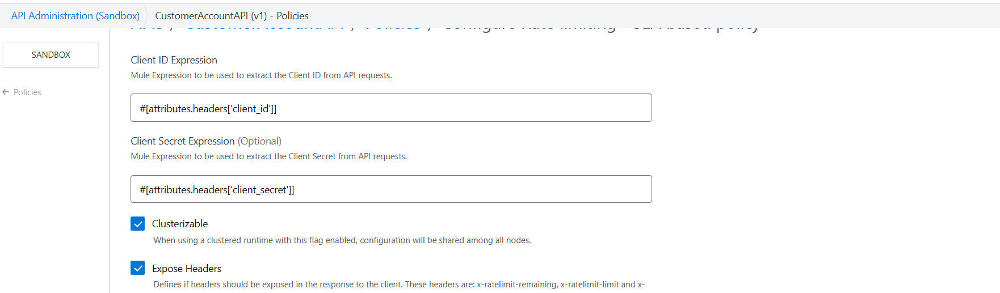 API Administration (Sandbox)
CustomerAccountAPI (v1) - Policies
SANDBOX
Policies
Client ID Expression
Mule Expression to be used to extract the Client ID from API requests.
#[attributes.headers['client_id']]
Client Secret Expression (Optional)
Mule Expression to be used to extract the Client Secret from API requests.
#[attributes.headers['client_secret']]
Clusterizable
When using a clustered runtime with this flag enabled, configuration will be shared among all nodes.
Expose Headers
Defines if headers should be exposed in the response to the client. These headers are: x-ratelimit-remaining, x-ratelimit-limit and x-